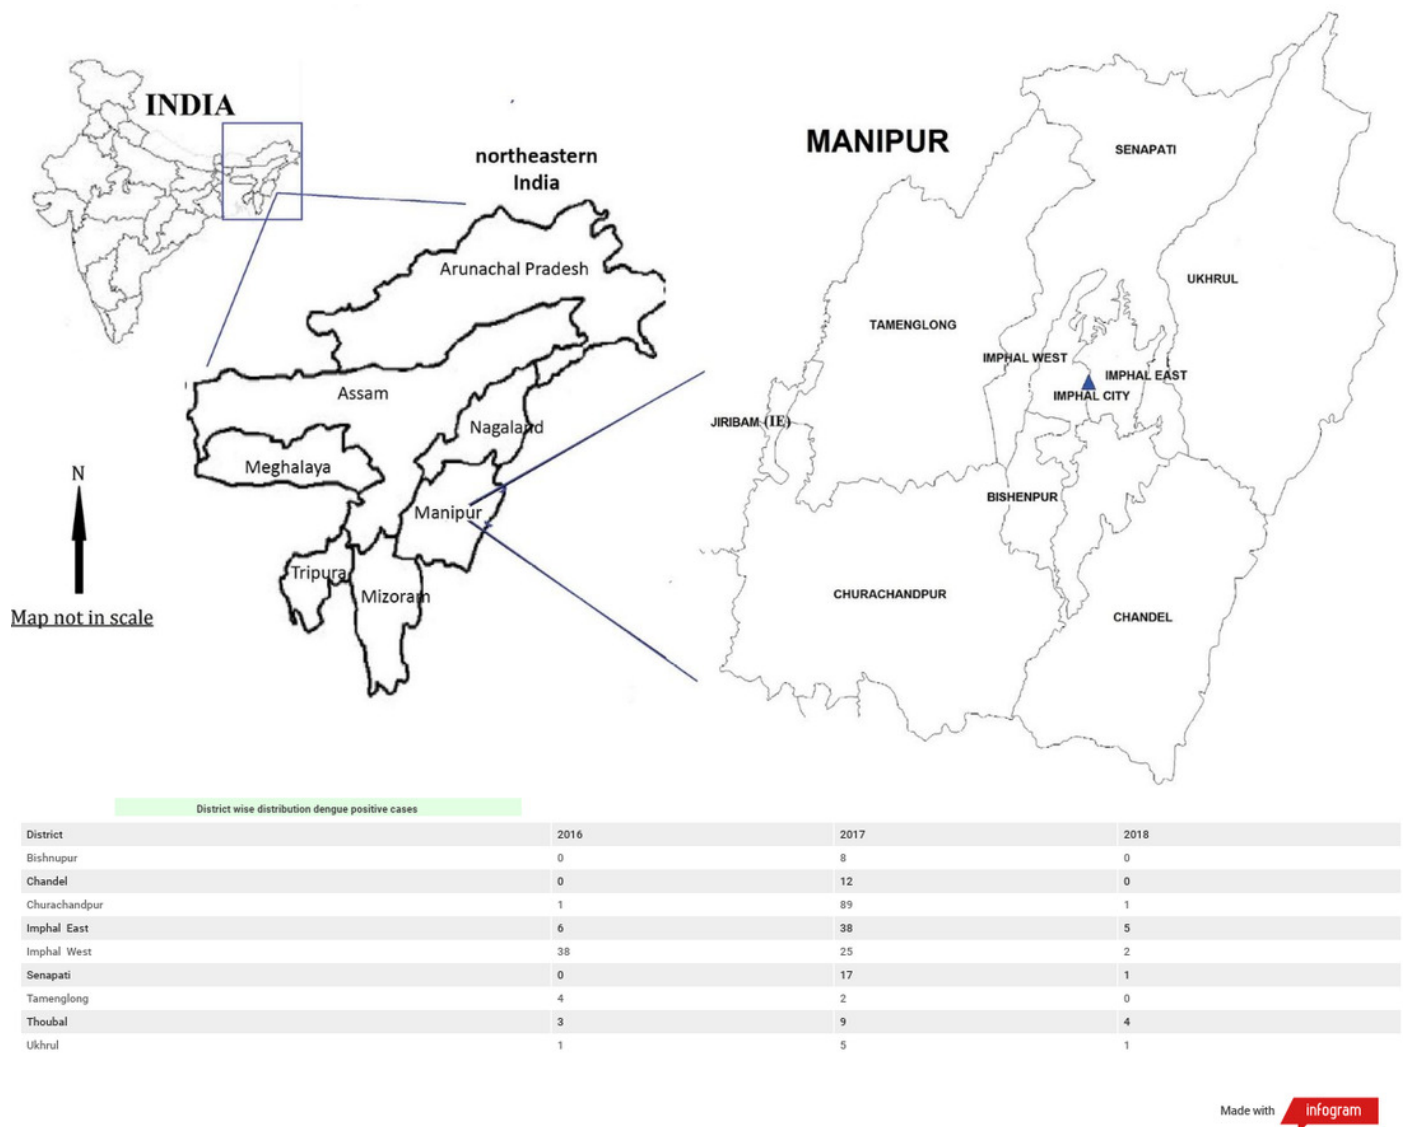 INDIA
northeastern
India
Arunachal Pradesh
Assam
Nagaland
Meghalaya
Manipur
Tripura
Mizoram
N
Map not in scale
MANIPUR
SENAPATI
UKHRUL
TAMENGLONG
IMPHAL WEST
IMPHAL EAST
IMPHAL CITY
JIRIBAM (IE)
BISHENPUR
CHURACHANDPUR
CHANDEL
District wise distribution dengue positive cases
District 2016 2017 2018
Bishnupur 0 8 0
Chandel 0 12 0
Churachandpur 1 89 1
Imphal East 6 38 5
Imphal West 38 25 2
Senapati 0 17 1
Tamenglong 4 2 0
Thoubal 3 9 4
Ukhrul 1 5 1
Made with infogram